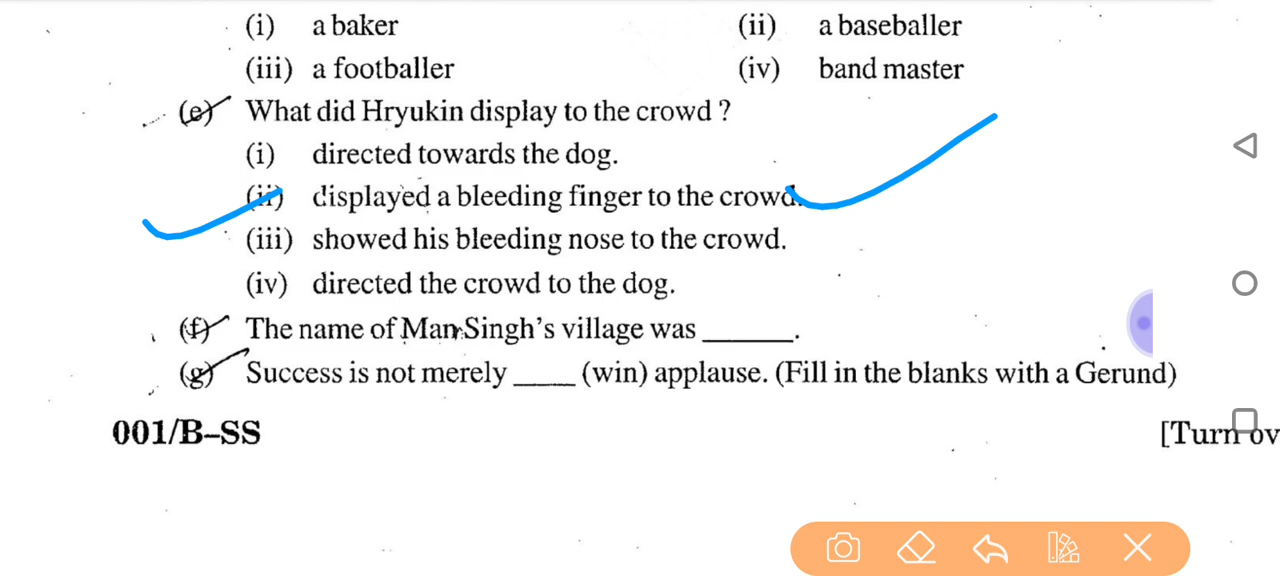 (i) a baker (ii) a baseballer
(iii) a footballer (iv) band master
(e) What did Hryukin display to the crowd ?
(i) directed towards the dog.
(ii) displayed a bleeding finger to the crowd.
(iii) showed his bleeding nose to the crowd.
(iv) directed the crowd to the dog.
(f) The name of Man Singh's village was ______.
(g) Success is not merely ____ (win) applause. (Fill in the blanks with a Gerund)
001/B–SS [Turn ov